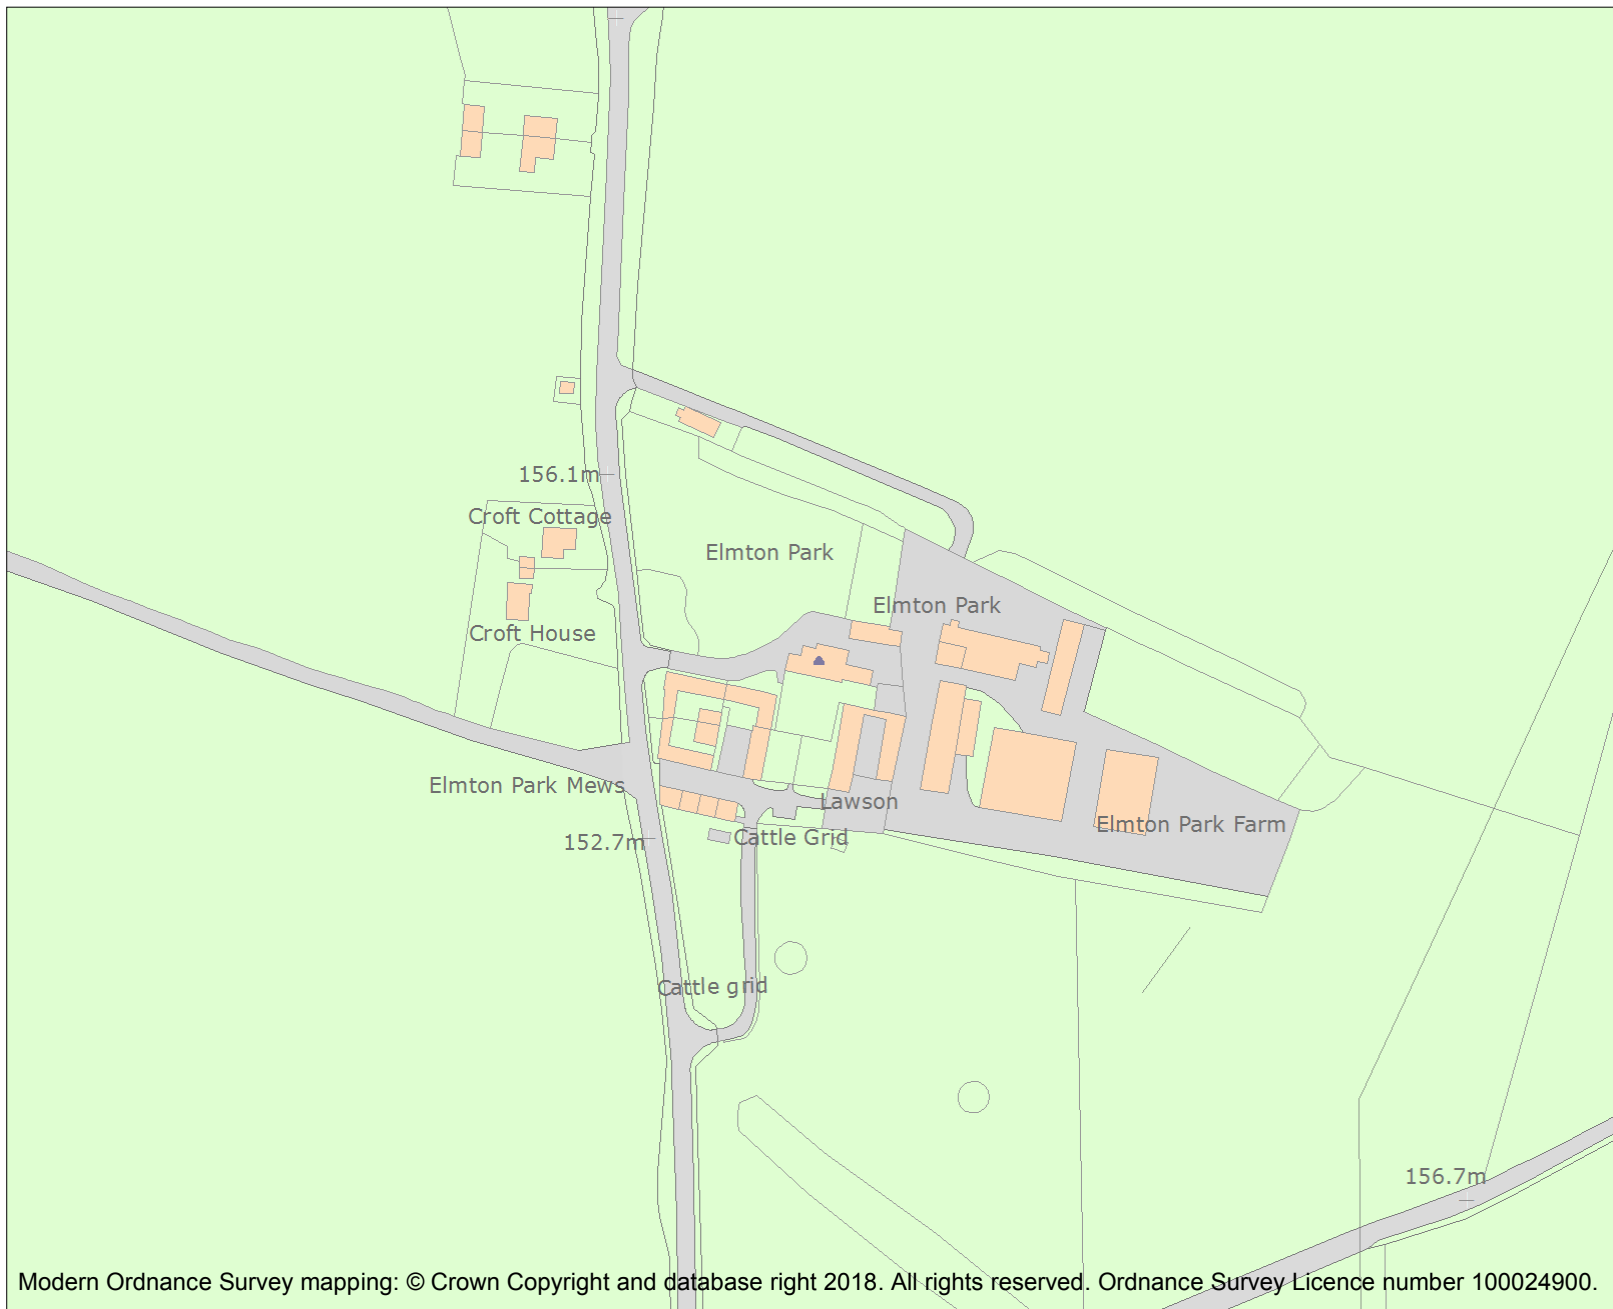 156.1m
Croft Cottage
Elmton Park
Elmton Park
Croft House
Elmton Park Mews
Lawson
Elmton Park Farm
Cattle Grid
152.7m
Cattle grid
156.7m
Modern Ordnance Survey mapping: © Crown Copyright and database right 2018. All rights reserved. Ordnance Survey Licence number 100024900.